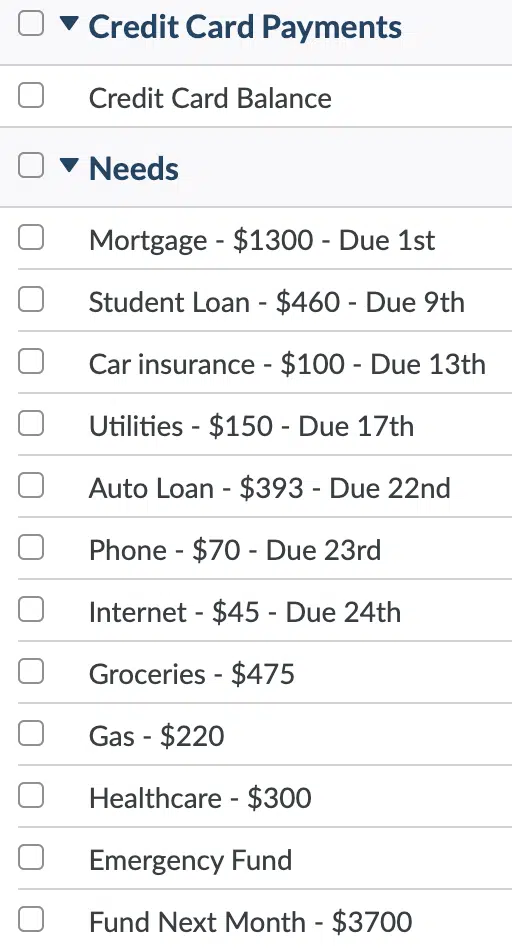 Credit Card Payments
Credit Card Balance
Needs
Mortgage - $1300 - Due 1st
Student Loan - $460 - Due 9th
Car insurance - $100 - Due 13th
Utilities - $150 - Due 17th
Auto Loan - $393 - Due 22nd
Phone - $70 - Due 23rd
Internet - $45 - Due 24th
Groceries - $475
Gas - $220
Healthcare - $300
Emergency Fund
Fund Next Month - $3700